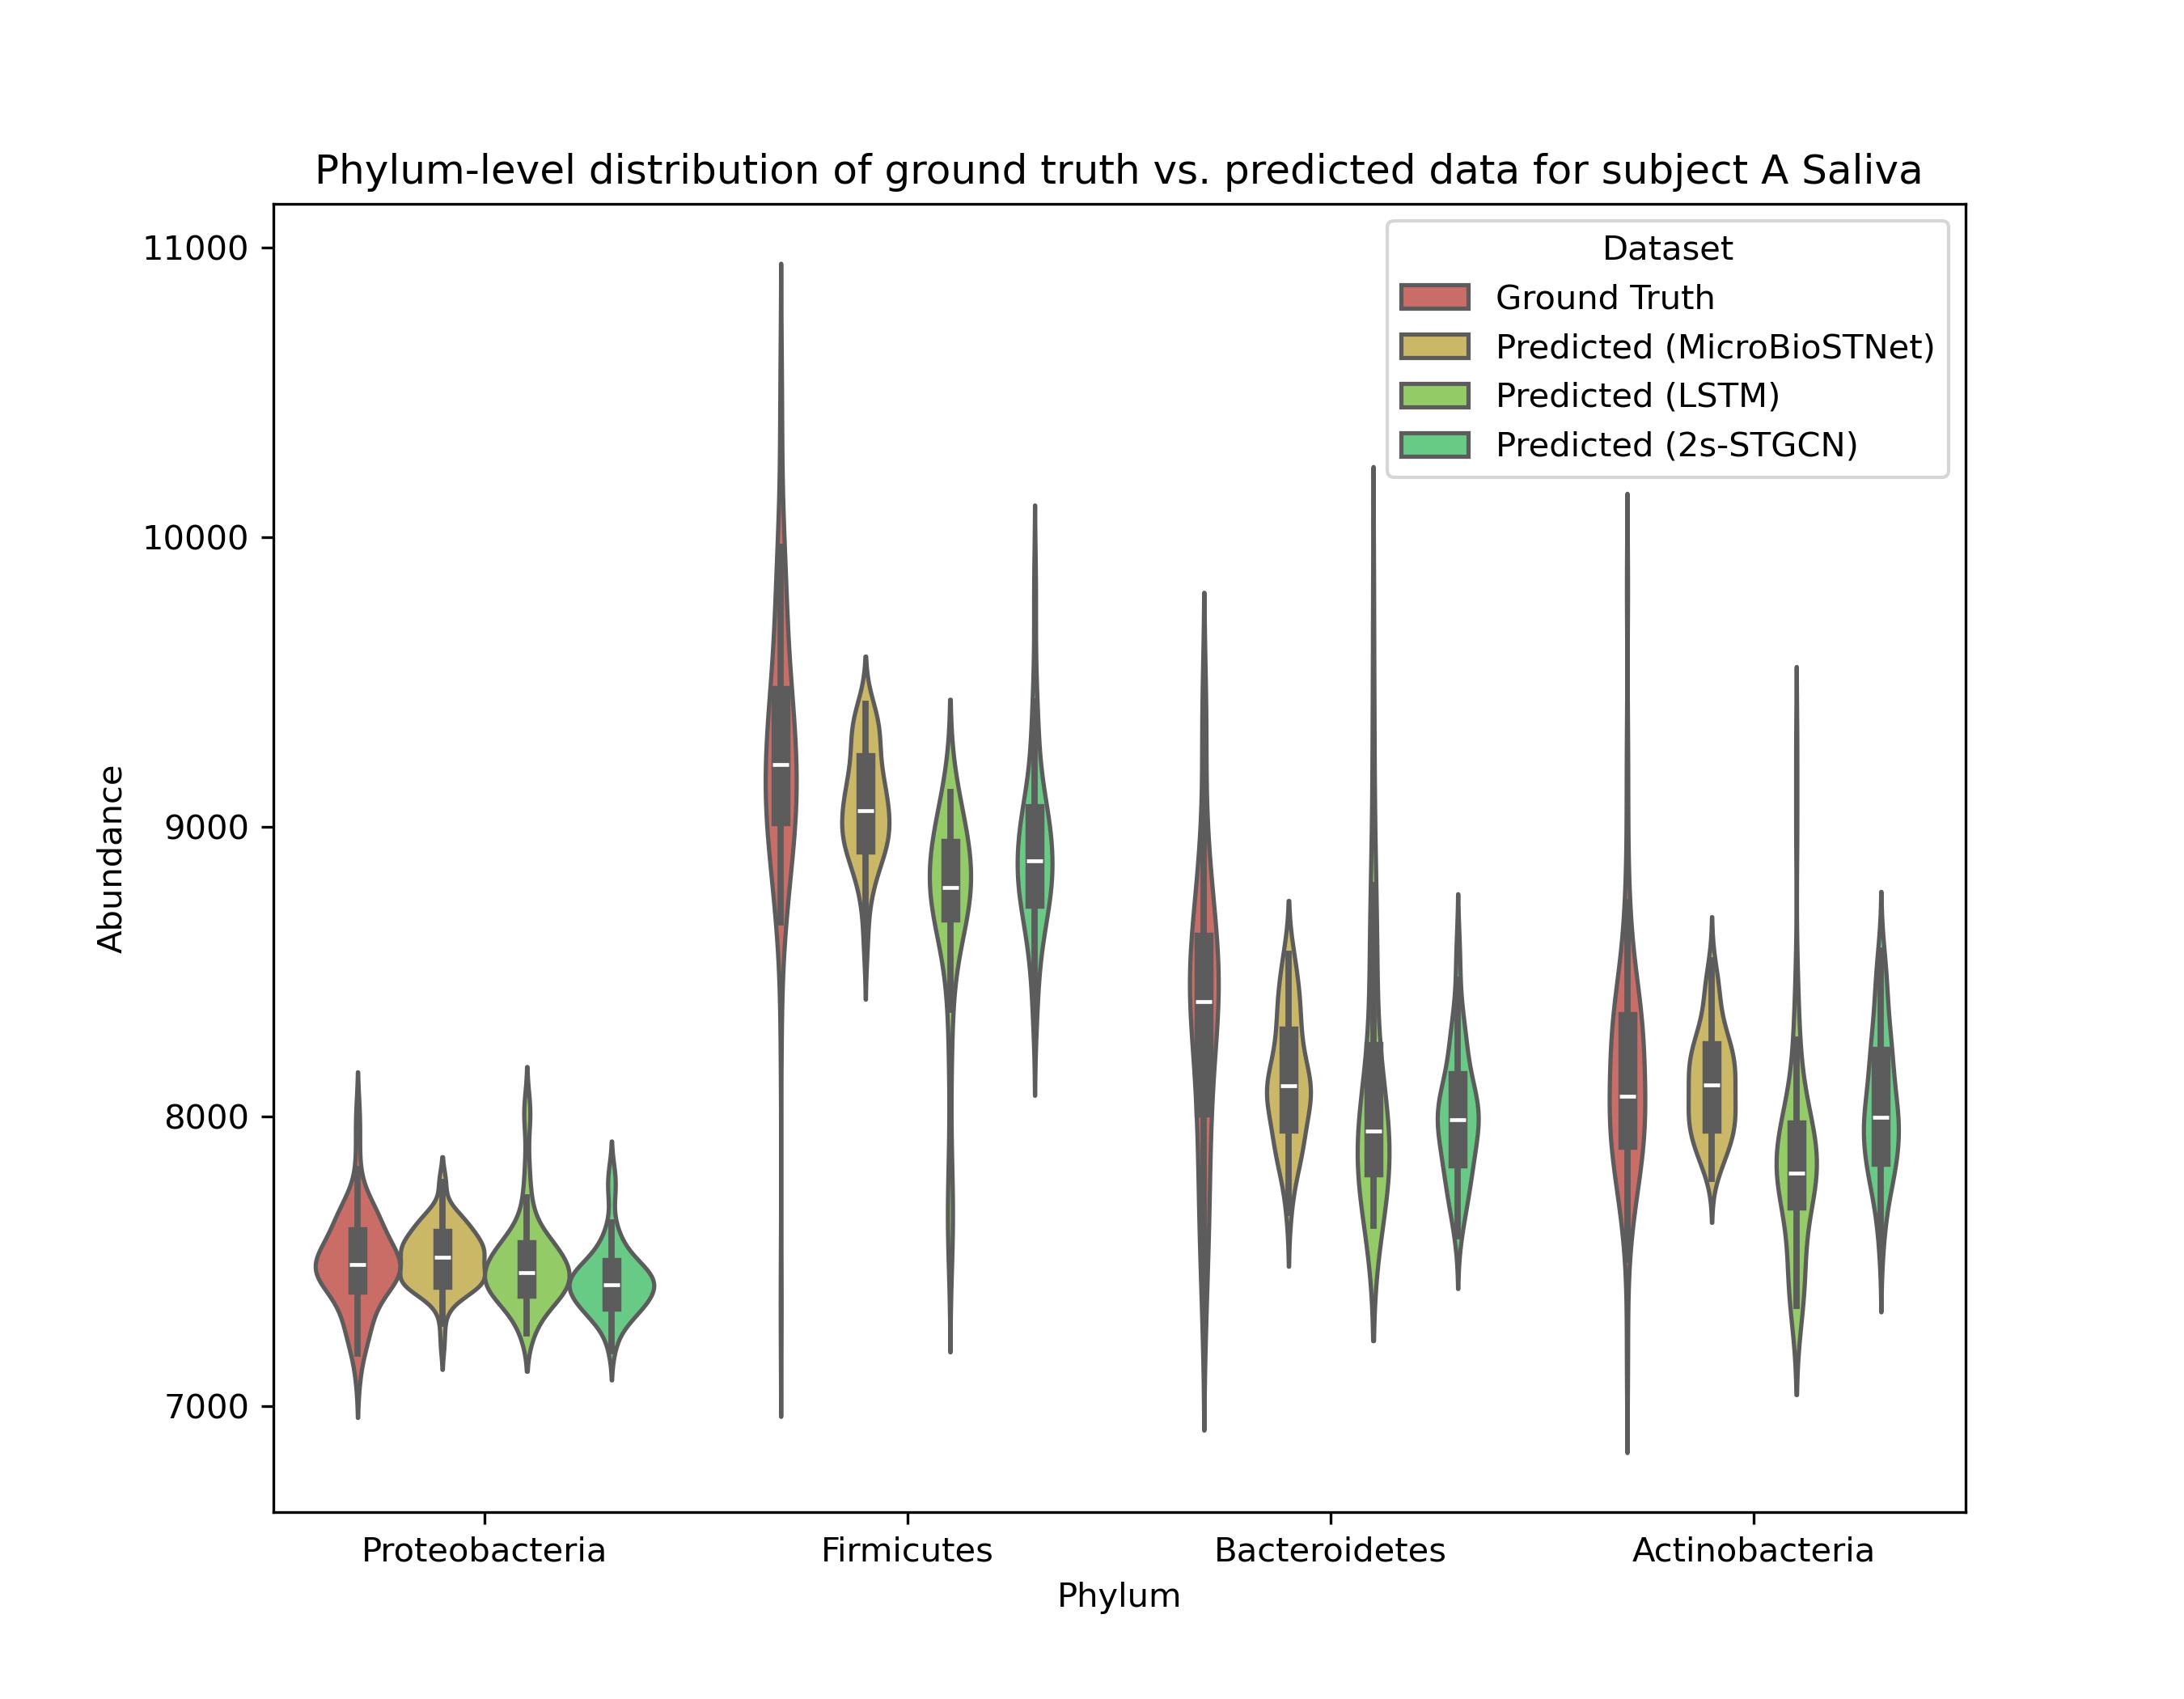 Phylum-level distribution of ground truth vs. predicted data for subject A Saliva
Dataset
Ground Truth
Predicted (MicroBioSTNet)
Predicted (LSTM)
Predicted (2s-STGCN)
Abundance
11000
10000
9000
8000
7000
Proteobacteria
Firmicutes
Bacteroidetes
Actinobacteria
Phylum